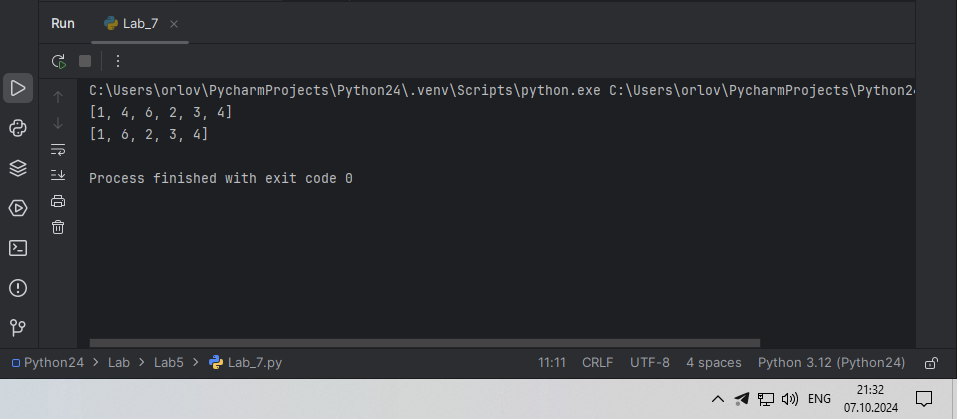 Run Lab_7
C:\Users\orlov\PycharmProjects\Python24\.venv\Scripts\python.exe C:\Users\orlov\PycharmProjects\Python24
[1, 4, 6, 2, 3, 4]
[1, 6, 2, 3, 4]
Process finished with exit code 0
Python24 > Lab > Lab5 > Lab_7.py 11:11 CRLF UTF-8 4 spaces Python 3.12 (Python24)
ENG 21:32
07.10.2024